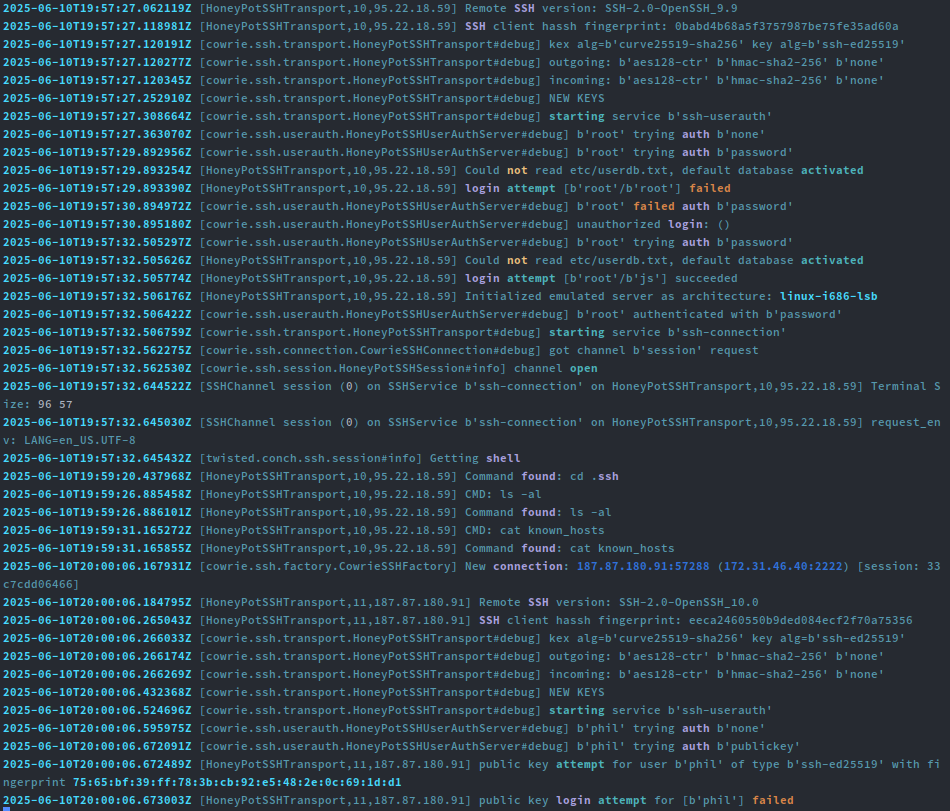 2025-06-10T19:57:27.062119Z [HoneyPotSSHTransport,10,95.22.18.59] Remote SSH version: SSH-2.0-OpenSSH_9.9
2025-06-10T19:57:27.118981Z [HoneyPotSSHTransport,10,95.22.18.59] SSH client hassh fingerprint: 0babd4b68a5f3757987be75fe35ad60a
2025-06-10T19:57:27.120191Z [cowrie.ssh.transport.HoneyPotSSHTransport#debug] kex alg=b'curve25519-sha256' key alg=b'ssh-ed25519'
2025-06-10T19:57:27.120277Z [cowrie.ssh.transport.HoneyPotSSHTransport#debug] outgoing: b'aes128-ctr' b'hmac-sha2-256' b'none'
2025-06-10T19:57:27.120345Z [cowrie.ssh.transport.HoneyPotSSHTransport#debug] incoming: b'aes128-ctr' b'hmac-sha2-256' b'none'
2025-06-10T19:57:27.252910Z [cowrie.ssh.transport.HoneyPotSSHTransport#debug] NEW KEYS
2025-06-10T19:57:27.308664Z [cowrie.ssh.transport.HoneyPotSSHTransport#debug] starting service b'ssh-userauth'
2025-06-10T19:57:27.363070Z [cowrie.ssh.userauth.HoneyPotSSHUserAuthServer#debug] b'root' trying auth b'none'
2025-06-10T19:57:29.892956Z [cowrie.ssh.userauth.HoneyPotSSHUserAuthServer#debug] b'root' trying auth b'password'
2025-06-10T19:57:29.893254Z [HoneyPotSSHTransport,10,95.22.18.59] Could not read etc/userdb.txt, default database activated
2025-06-10T19:57:29.893390Z [HoneyPotSSHTransport,10,95.22.18.59] login attempt [b'root'/b'root'] failed
2025-06-10T19:57:30.894972Z [cowrie.ssh.userauth.HoneyPotSSHUserAuthServer#debug] b'root' failed auth b'password'
2025-06-10T19:57:30.895180Z [cowrie.ssh.userauth.HoneyPotSSHUserAuthServer#debug] unauthorized login: ()
2025-06-10T19:57:32.505297Z [cowrie.ssh.userauth.HoneyPotSSHUserAuthServer#debug] b'root' trying auth b'password'
2025-06-10T19:57:32.505626Z [HoneyPotSSHTransport,10,95.22.18.59] Could not read etc/userdb.txt, default database activated
2025-06-10T19:57:32.505774Z [HoneyPotSSHTransport,10,95.22.18.59] login attempt [b'root'/b'js'] succeeded
2025-06-10T19:57:32.506176Z [HoneyPotSSHTransport,10,95.22.18.59] Initialized emulated server as architecture: linux-i686-lsb
2025-06-10T19:57:32.506422Z [cowrie.ssh.userauth.HoneyPotSSHUserAuthServer#debug] b'root' authenticated with b'password'
2025-06-10T19:57:32.506759Z [cowrie.ssh.transport.HoneyPotSSHTransport#debug] starting service b'ssh-connection'
2025-06-10T19:57:32.562275Z [cowrie.ssh.connection.CowrieSSHConnection#debug] got channel b'session' request
2025-06-10T19:57:32.562530Z [cowrie.ssh.session.HoneyPotSSHSession#info] channel open
2025-06-10T19:57:32.644522Z [SSHChannel session (0) on SSHService b'ssh-connection' on HoneyPotSSHTransport,10,95.22.18.59] Terminal S
ize: 96 57
2025-06-10T19:57:32.645030Z [SSHChannel session (0) on SSHService b'ssh-connection' on HoneyPotSSHTransport,10,95.22.18.59] request_en
v: LANG=en_US.UTF-8
2025-06-10T19:57:32.645432Z [twisted.conch.ssh.session#info] Getting shell
2025-06-10T19:59:20.437968Z [HoneyPotSSHTransport,10,95.22.18.59] Command found: cd .ssh
2025-06-10T19:59:26.885458Z [HoneyPotSSHTransport,10,95.22.18.59] CMD: ls -al
2025-06-10T19:59:26.886101Z [HoneyPotSSHTransport,10,95.22.18.59] Command found: ls -al
2025-06-10T19:59:31.165272Z [HoneyPotSSHTransport,10,95.22.18.59] CMD: cat known_hosts
2025-06-10T19:59:31.165855Z [HoneyPotSSHTransport,10,95.22.18.59] Command found: cat known_hosts
2025-06-10T20:00:06.167931Z [cowrie.ssh.factory.CowrieSSHFactory] New connection: 187.87.180.91:57288 (172.31.46.40:2222) [session: 33
c7cdd06466]
2025-06-10T20:00:06.184795Z [HoneyPotSSHTransport,11,187.87.180.91] Remote SSH version: SSH-2.0-OpenSSH_10.0
2025-06-10T20:00:06.265043Z [HoneyPotSSHTransport,11,187.87.180.91] SSH client hassh fingerprint: eeca2460550b9ded084ecf2f70a75356
2025-06-10T20:00:06.266033Z [cowrie.ssh.transport.HoneyPotSSHTransport#debug] kex alg=b'curve25519-sha256' key alg=b'ssh-ed25519'
2025-06-10T20:00:06.266174Z [cowrie.ssh.transport.HoneyPotSSHTransport#debug] outgoing: b'aes128-ctr' b'hmac-sha2-256' b'none'
2025-06-10T20:00:06.266269Z [cowrie.ssh.transport.HoneyPotSSHTransport#debug] incoming: b'aes128-ctr' b'hmac-sha2-256' b'none'
2025-06-10T20:00:06.432368Z [cowrie.ssh.transport.HoneyPotSSHTransport#debug] NEW KEYS
2025-06-10T20:00:06.524696Z [cowrie.ssh.transport.HoneyPotSSHTransport#debug] starting service b'ssh-userauth'
2025-06-10T20:00:06.595975Z [cowrie.ssh.userauth.HoneyPotSSHUserAuthServer#debug] b'phil' trying auth b'none'
2025-06-10T20:00:06.672091Z [cowrie.ssh.userauth.HoneyPotSSHUserAuthServer#debug] b'phil' trying auth b'publickey'
2025-06-10T20:00:06.672489Z [HoneyPotSSHTransport,11,187.87.180.91] public key attempt for user b'phil' of type b'ssh-ed25519' with fi
ngerprint 75:65:bf:39:ff:78:3b:cb:92:e5:48:2e:0c:69:1d:d1
2025-06-10T20:00:06.673003Z [HoneyPotSSHTransport,11,187.87.180.91] public key login attempt for [b'phil'] failed